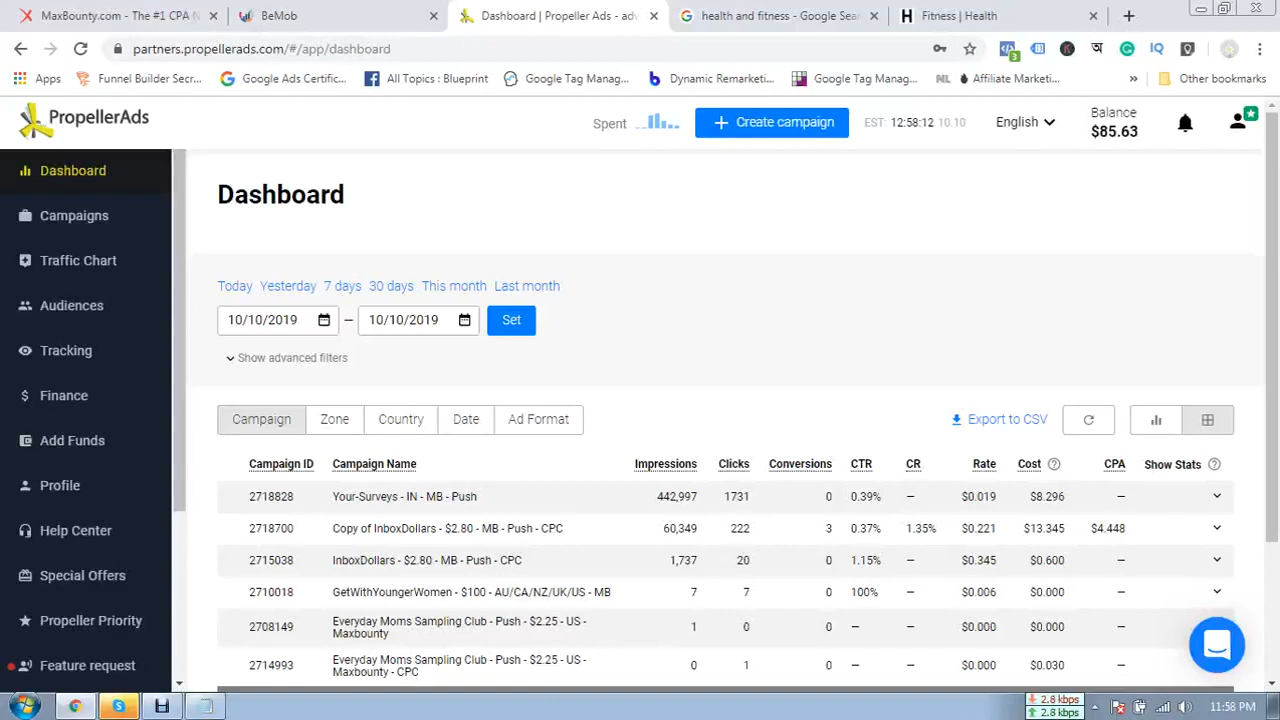 MaxBounty.com - The #1 CPA N
BeMob
Dashboard | Propeller Ads - adv
health and fitness - Google Sea
Fitness | Health
partners.propellerads.com/#/app/dashboard
Apps
Funnel Builder Secr...
Google Ads Certific...
All Topics : Blueprint
Google Tag Manag...
Dynamic Remarketi...
Google Tag Manag...
NL
Affiliate Marketi...
»
Other bookmarks
PropellerAds
Spent
+ Create campaign
EST: 12:58:12 10.10
English
Balance
$85.63
Dashboard
Campaigns
Traffic Chart
Audiences
Tracking
Finance
Add Funds
Profile
Help Center
Special Offers
Propeller Priority
Feature request
Dashboard
Today Yesterday 7 days 30 days This month Last month
10/10/2019 – 10/10/2019 Set
Show advanced filters
Campaign Zone Country Date Ad Format Export to CSV
Campaign ID Campaign Name Impressions Clicks Conversions CTR CR Rate Cost CPA Show Stats
2718828 Your-Surveys - IN - MB - Push 442,997 1731 0 0.39% – $0.019 $8.296 –
2718700 Copy of InboxDollars - $2.80 - MB - Push - CPC 60,349 222 3 0.37% 1.35% $0.221 $13.345 $4.448
2715038 InboxDollars - $2.80 - MB - Push - CPC 1,737 20 0 1.15% – $0.345 $0.600 –
2710018 GetWithYoungerWomen - $100 - AU/CA/NZ/UK/US - MB 7 7 0 100% – $0.006 $0.000 –
2708149 Everyday Moms Sampling Club - Push - $2.25 - US - Maxbounty 1 0 0 – – $0.000 $0.000 –
2714993 Everyday Moms Sampling Club - Push - $2.25 - US - Maxbounty - CPC 0 1 0 – – $0.000 $0.030 –
2.8 kbps
2.8 kbps
11:58 PM